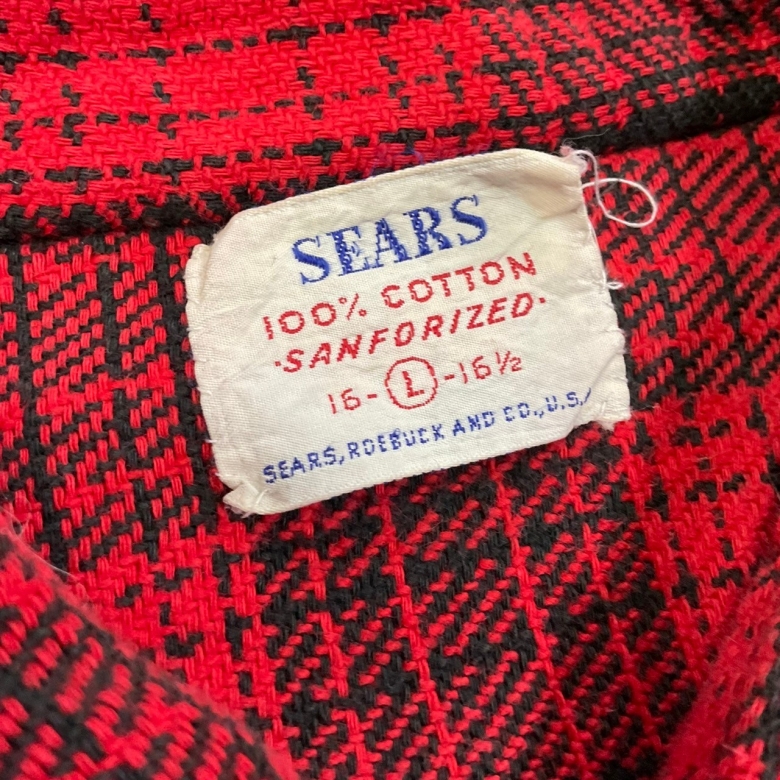 SEARS
100% COTTON
·SANFORIZED·
16-L-16½
SEARS, ROEBUCK AND CO., U.S.